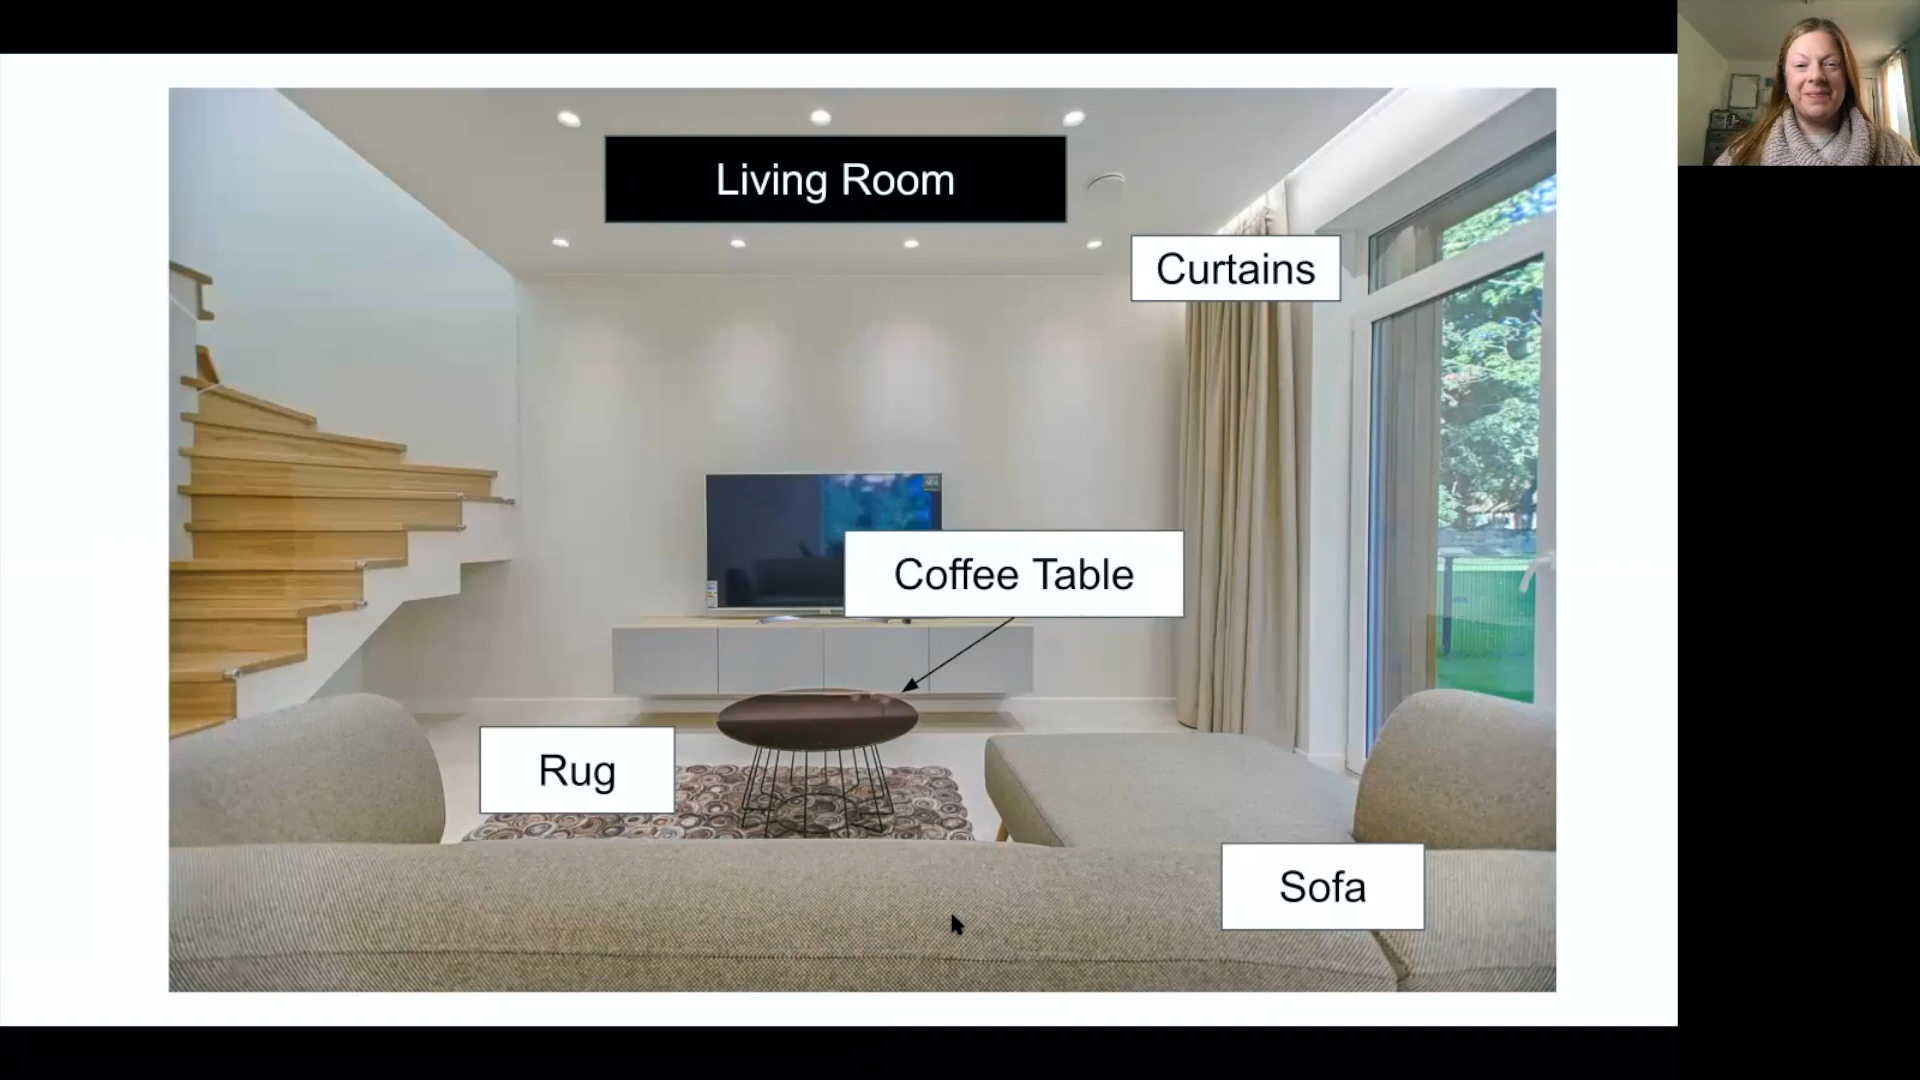 Living Room
Curtains
Coffee Table
Rug
Sofa